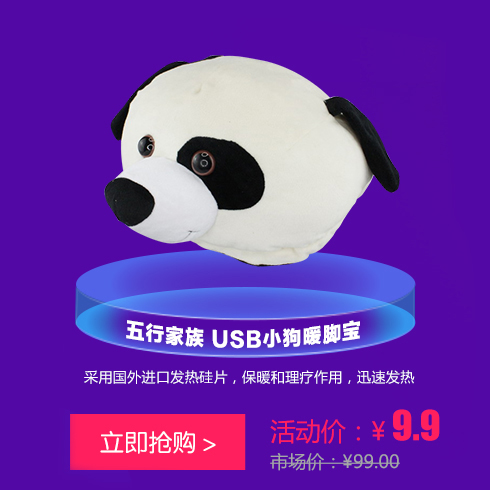 五行家族 USB小狗暖脚宝
采用国外进口发热硅片，保暖和理疗作用，迅速发热
立即抢购 >
活动价：¥ 9.9
市场价：¥99.00